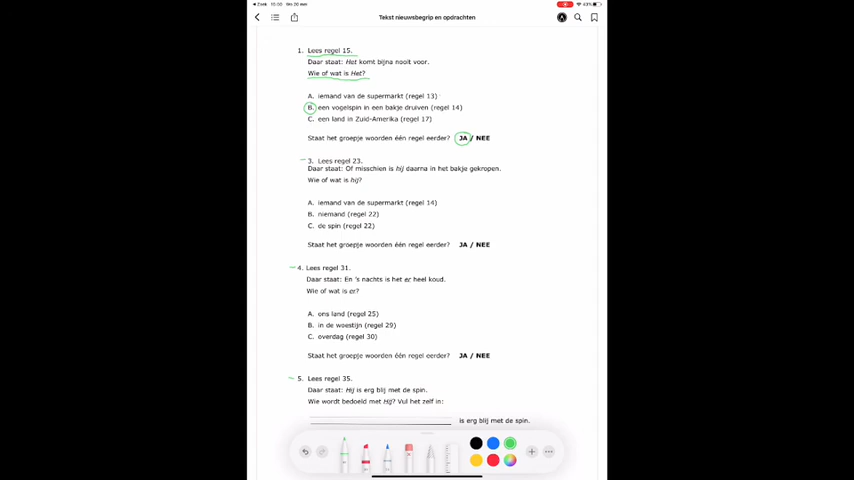 Tekst nieuwsbegrip en opdrachten
1. Lees regel 15.
Daar staat: Het komt bijna nooit voor.
Wie of wat is Het?
A. iemand van de supermarkt (regel 13)
B. een vogelspin in een bakje druiven (regel 14)
C. een land in Zuid-Amerika (regel 17)
Staat het groepje woorden één regel eerder? JA / NEE
3. Lees regel 23.
Daar staat: Of misschien is hij daarna in het bakje gekropen.
Wie of wat is hij?
A. iemand van de supermarkt (regel 14)
B. niemand (regel 22)
C. de spin (regel 22)
Staat het groepje woorden één regel eerder? JA / NEE
4. Lees regel 31.
Daar staat: En 's nachts is het er heel koud.
Wie of wat is er?
A. ons land (regel 25)
B. in de woestijn (regel 29)
C. overdag (regel 30)
Staat het groepje woorden één regel eerder? JA / NEE
5. Lees regel 35.
Daar staat: Hij is erg blij met de spin.
Wie wordt bedoeld met Hij? Vul het zelf in:
is erg blij met de spin.